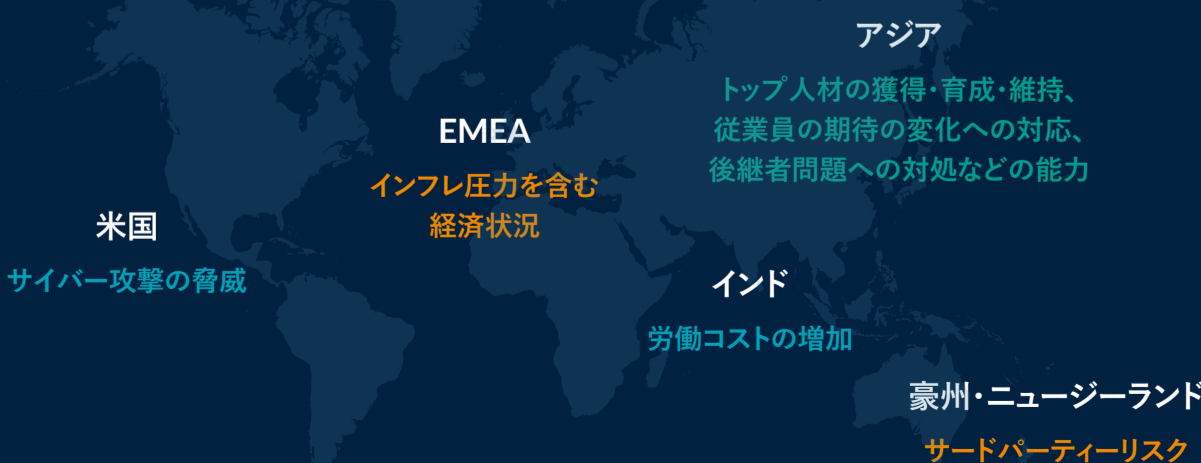 アジア
トップ人材の獲得・育成・維持、
従業員の期待の変化への対応、
後継者問題への対処などの能力
EMEA
インフレ圧力を含む
経済状況
米国
サイバー攻撃の脅威
インド
労働コストの増加
豪州・ニュージーランド
サードパーティーリスク